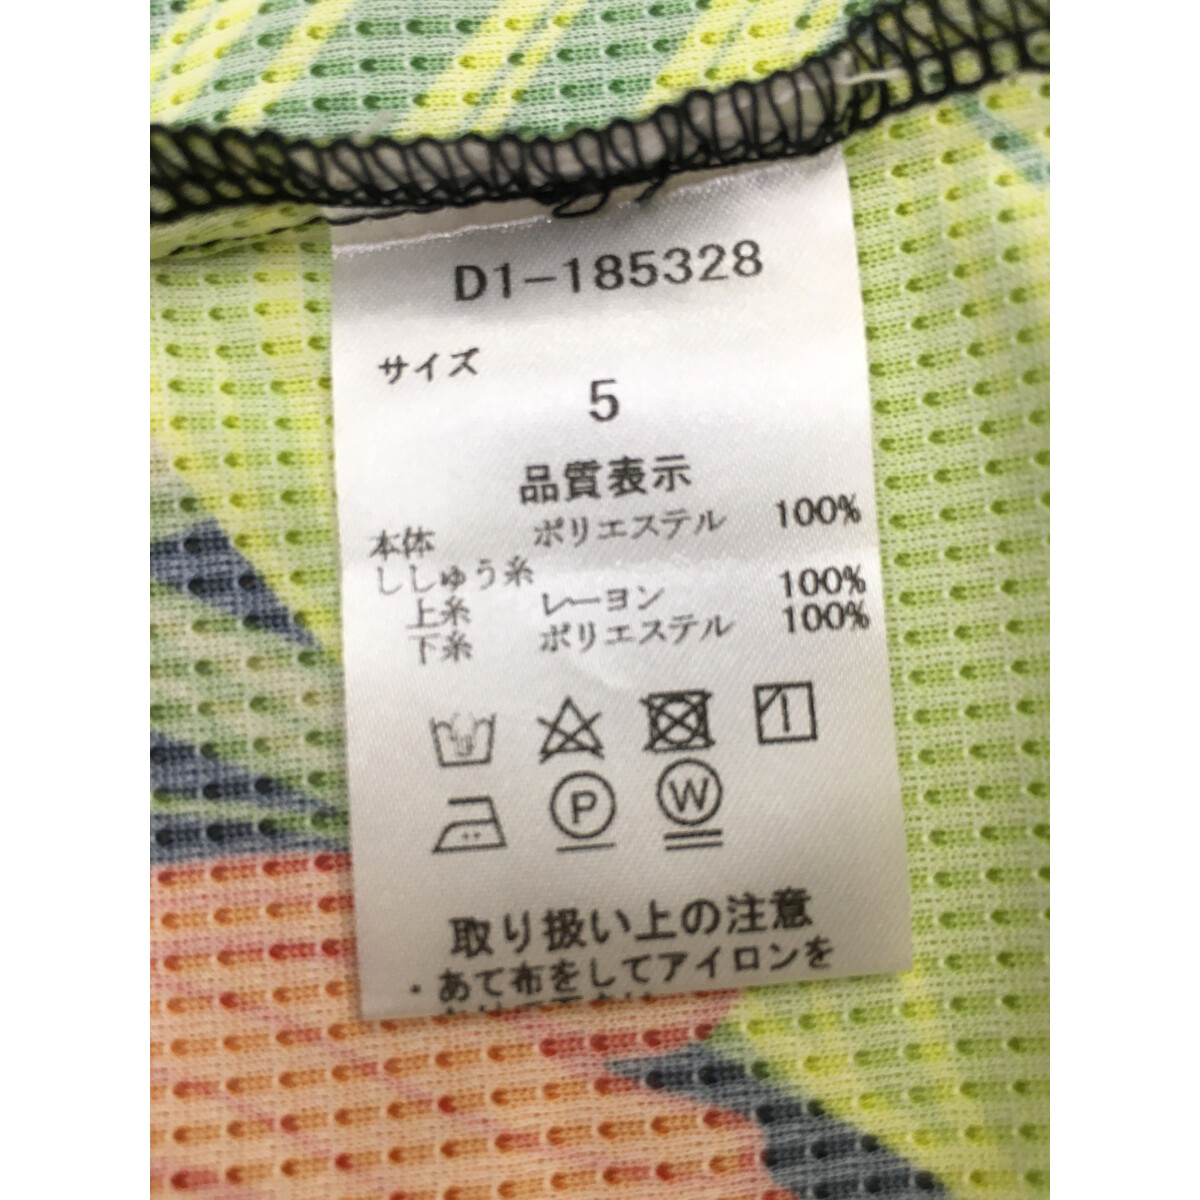 D1-185328
サイズ
5
品質表示
本体 ポリエステル 100%
ししゅう糸
上糸 レーヨン 100%
下糸 ポリエステル 100%
P W
取り扱い上の注意
・あて布をしてアイロンを